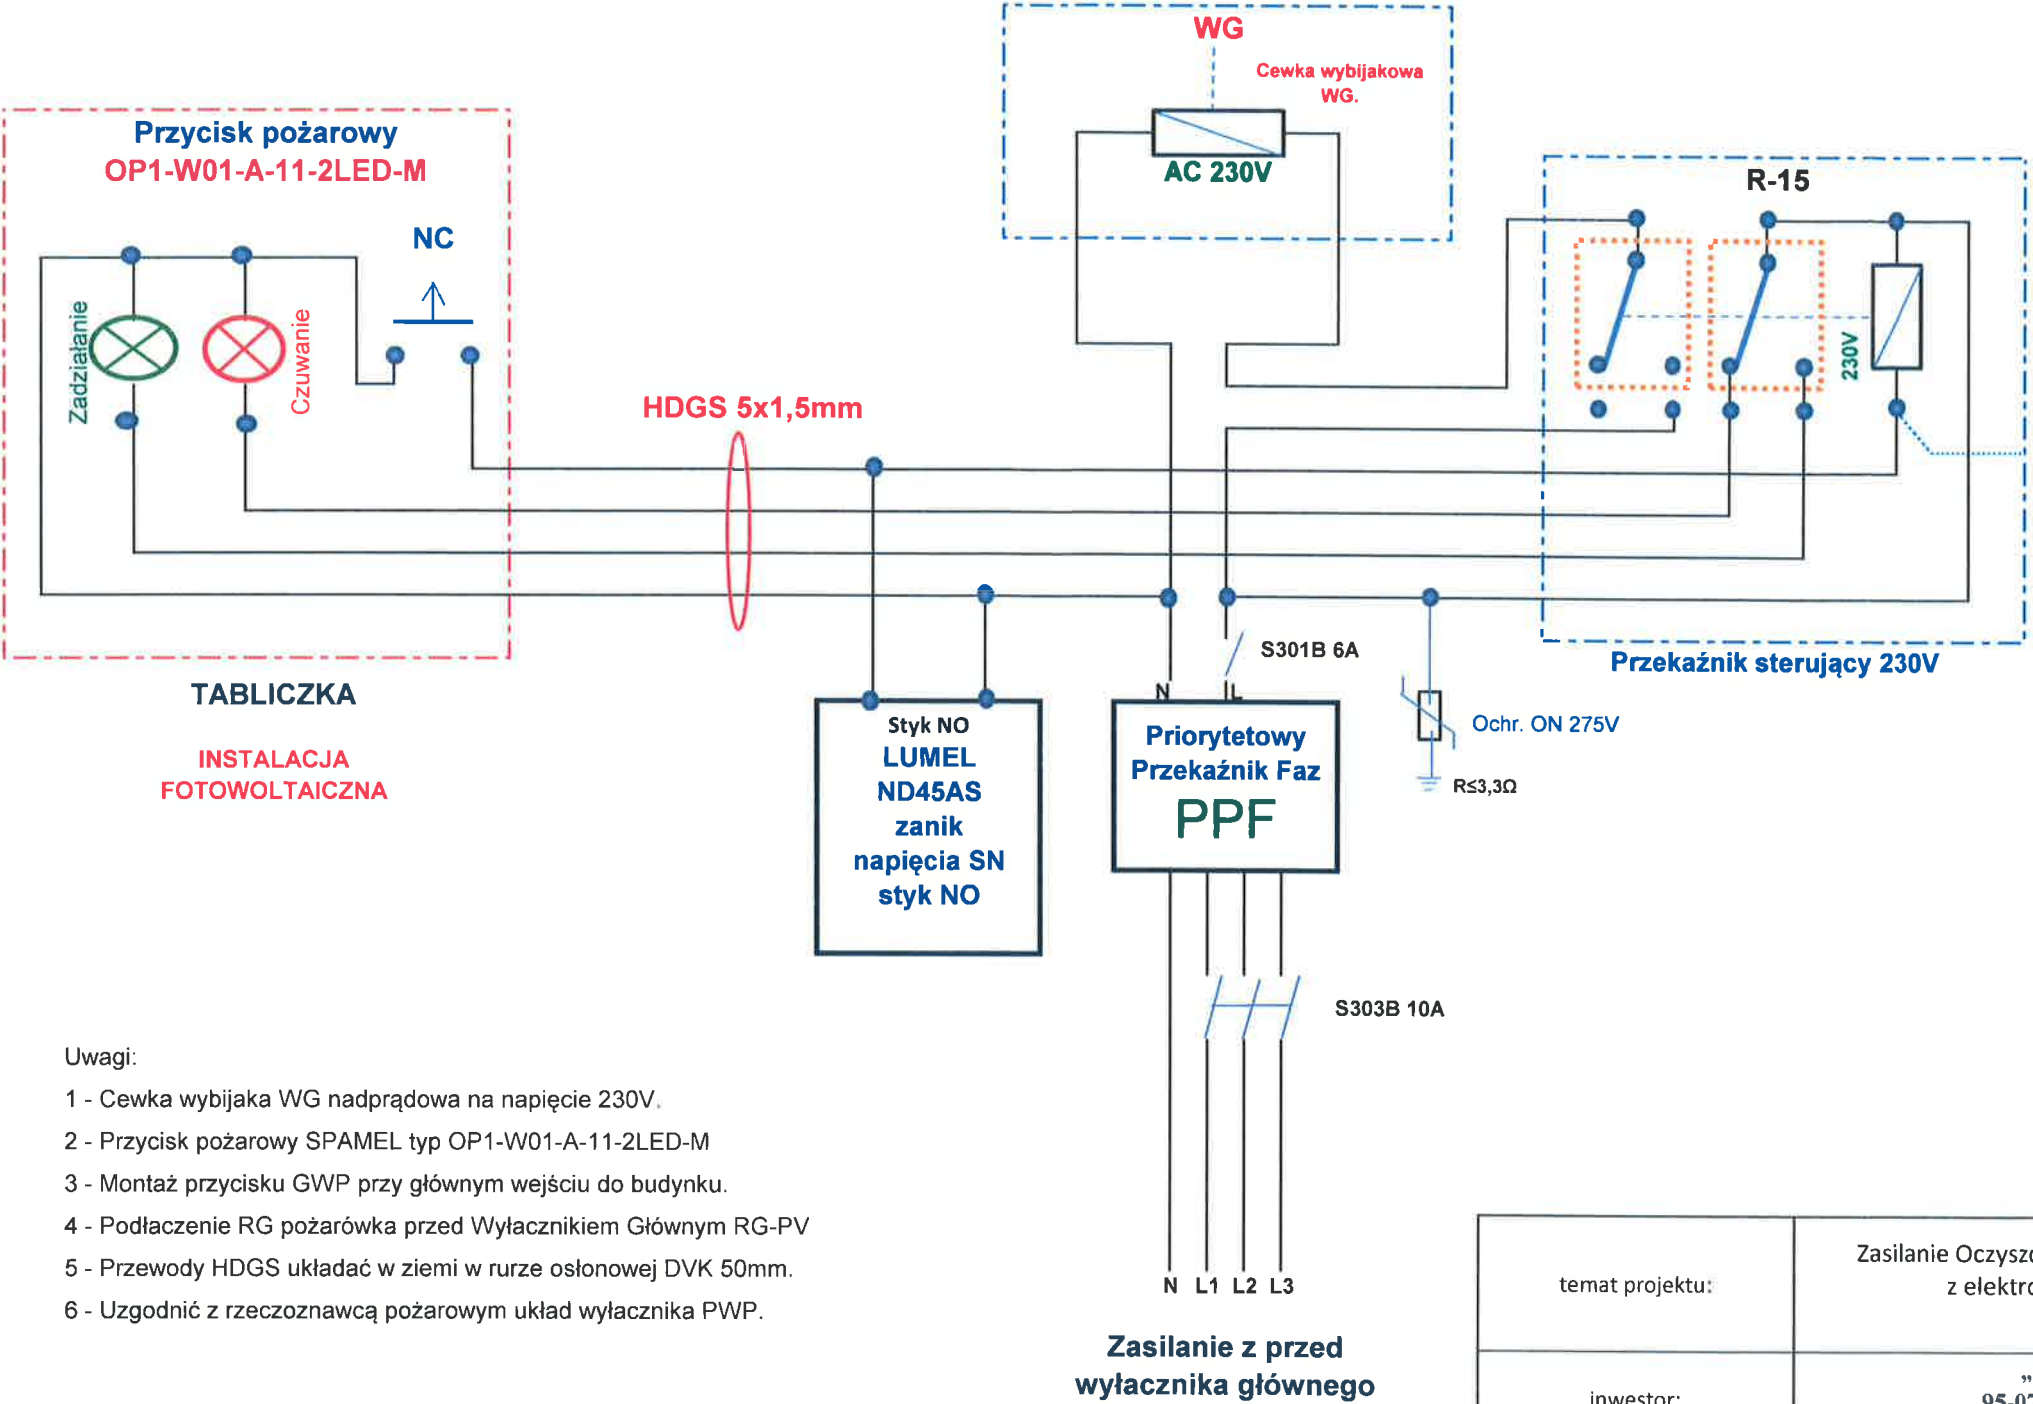 WG
Cewka wybijakowa
WG.
AC 230V
Przycisk pożarowy
OP1-W01-A-11-2LED-M
NC
Zadziałanie
Czuwanie
HDGS 5x1,5mm
R-15
230V
Przekaźnik sterujący 230V
TABLICZKA
INSTALACJA
FOTOWOLTAICZNA
S301B 6A
N
L
Styk NO
LUMEL
ND45AS
zanik
napięcia SN
styk NO
Priorytetowy
Przekaźnik Faz
PPF
Ochr. ON 275V
R≤3,3Ω
S303B 10A
N L1 L2 L3
Zasilanie z przed
wyłacznika głównego
Uwagi:
1 - Cewka wybijaka WG nadprądowa na napięcie 230V.
2 - Przycisk pożarowy SPAMEL typ OP1-W01-A-11-2LED-M
3 - Montaż przycisku GWP przy głównym wejściu do budynku.
4 - Podłaczenie RG pożarówka przed Wyłacznikiem Głównym RG-PV
5 - Przewody HDGS układać w ziemi w rurze osłonowej DVK 50mm.
6 - Uzgodnić z rzeczoznawcą pożarowym układ wyłacznika PWP.
temat projektu:
Zasilanie
z
inwestor: